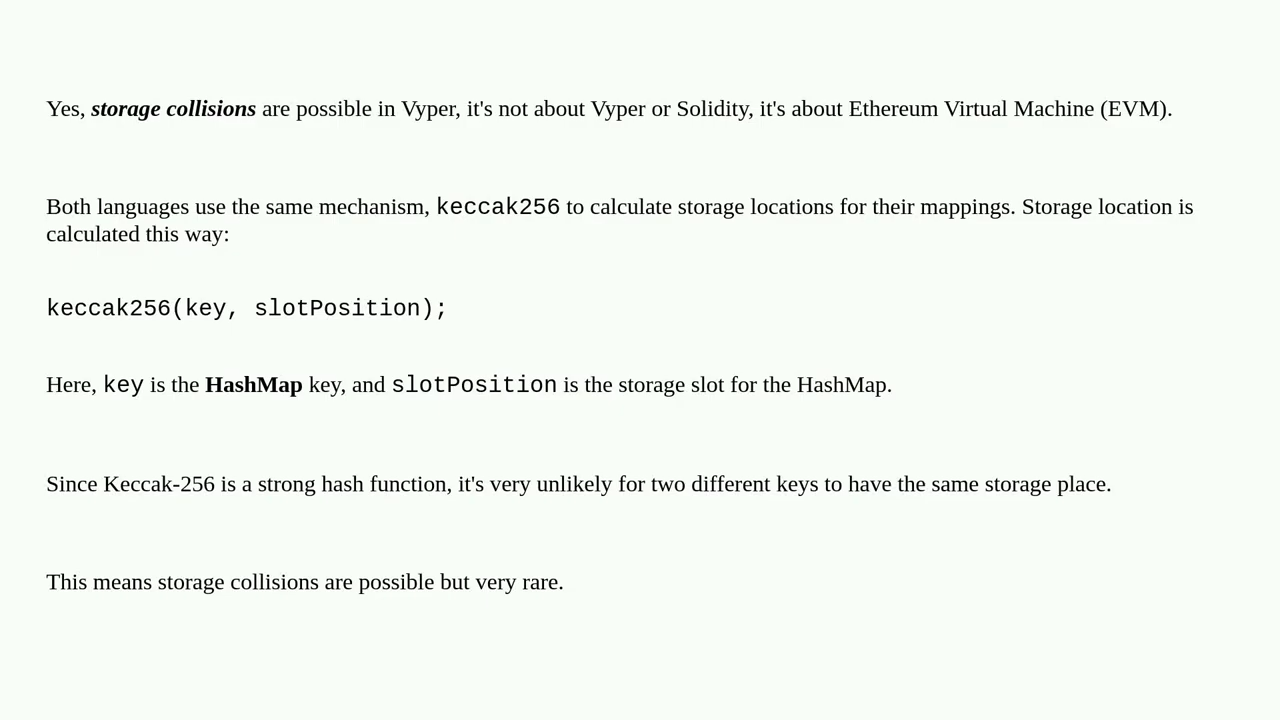 Yes, storage collisions are possible in Vyper, it's not about Vyper or Solidity, it's about Ethereum Virtual Machine (EVM).
Both languages use the same mechanism, keccak256 to calculate storage locations for their mappings. Storage location is
calculated this way:
keccak256(key, slotPosition);
Here, key is the HashMap key, and slotPosition is the storage slot for the HashMap.
Since Keccak-256 is a strong hash function, it's very unlikely for two different keys to have the same storage place.
This means storage collisions are possible but very rare.